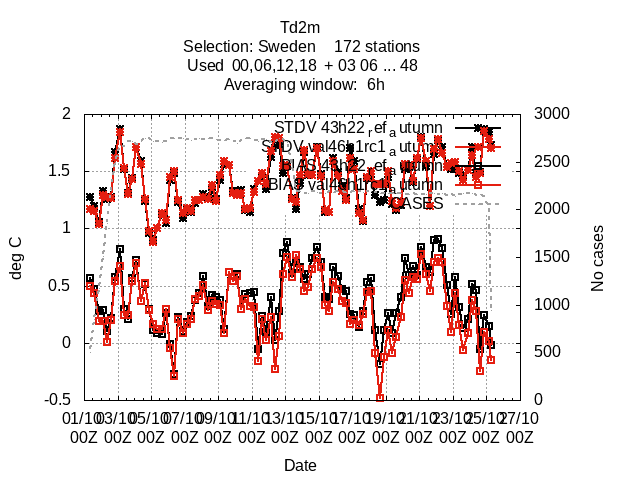 Td2m
Selection: Sweden 172 stations
Used 00,06,12,18 + 03 06 ... 48
Averaging window: 6h
2
1.5
1
0.5
0
-0.5
deg C
3000
2500
2000
1500
1000
500
0
No cases
STDV 43h22_ref_autumn
STDV val46h1rc1_autumn
BIAS 43h22_ref_autumn
BIAS val46h1rc1_autumn
CASES
01/10 03/10 05/10 07/10 09/10 11/10 13/10 15/10 17/10 19/10 21/10 23/10 25/10 27/10
00Z 00Z 00Z 00Z 00Z 00Z 00Z 00Z 00Z 00Z 00Z 00Z 00Z 00Z
Date